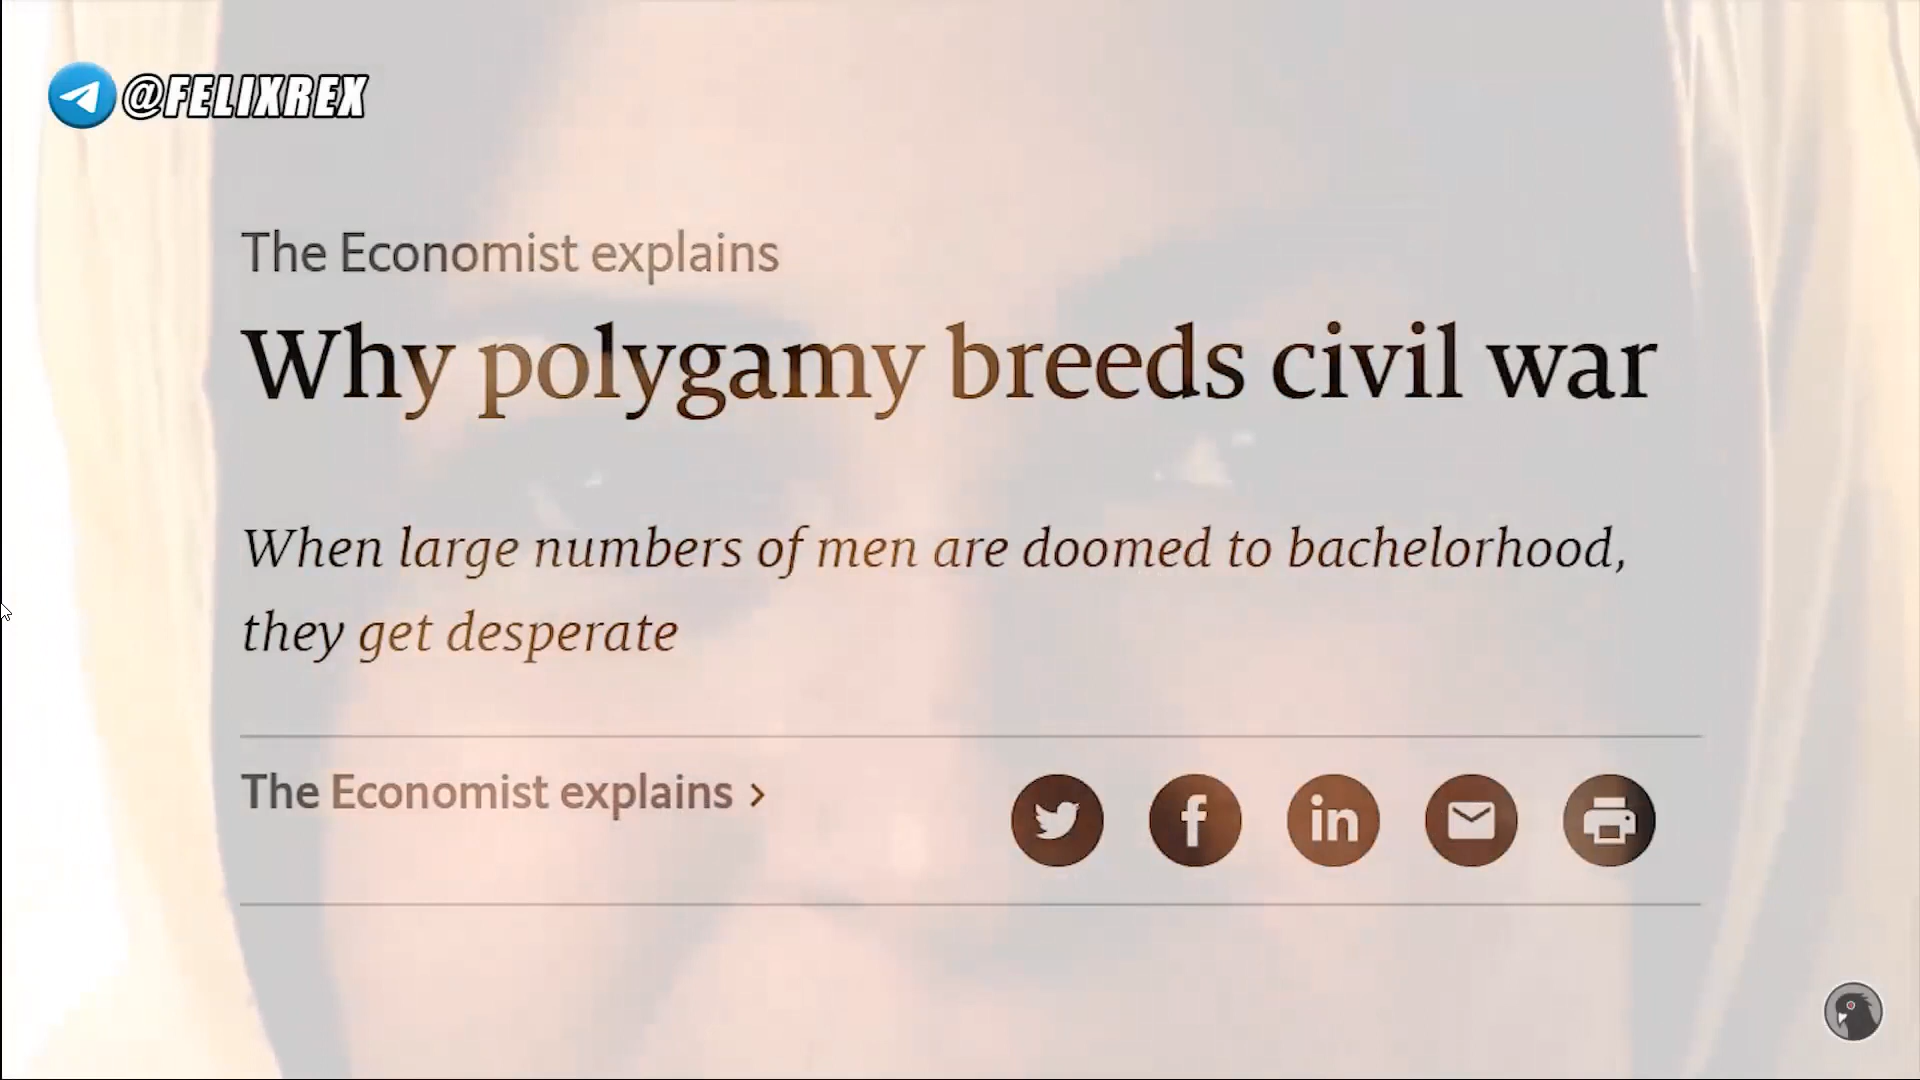 @FELIXREX
The Economist explains
Why polygamy breeds civil war
When large numbers of men are doomed to bachelorhood,
they get desperate
The Economist explains >